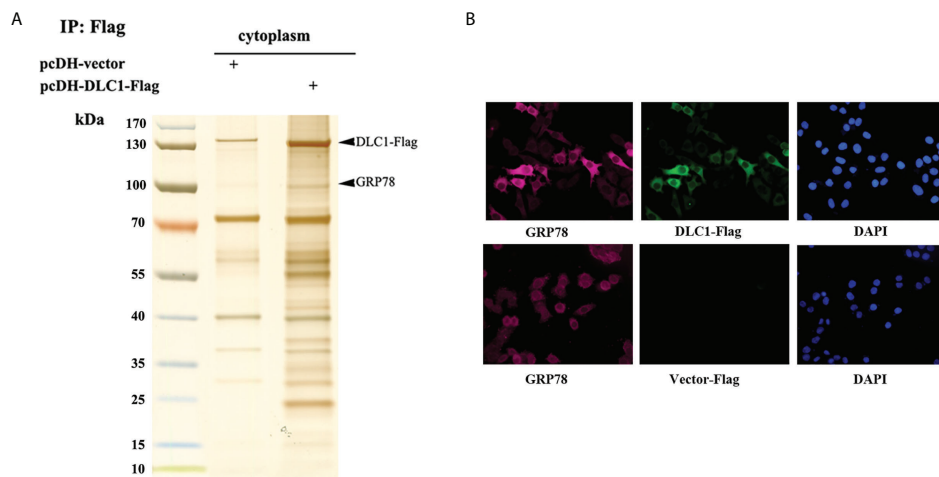 A
IP: Flag
cytoplasm
pcDH-vector +
pcDH-DLC1-Flag +
kDa
170
130
100
70
55
40
35
25
15
10
DLC1-Flag
GRP78
B
GRP78 DLC1-Flag DAPI
GRP78 Vector-Flag DAPI